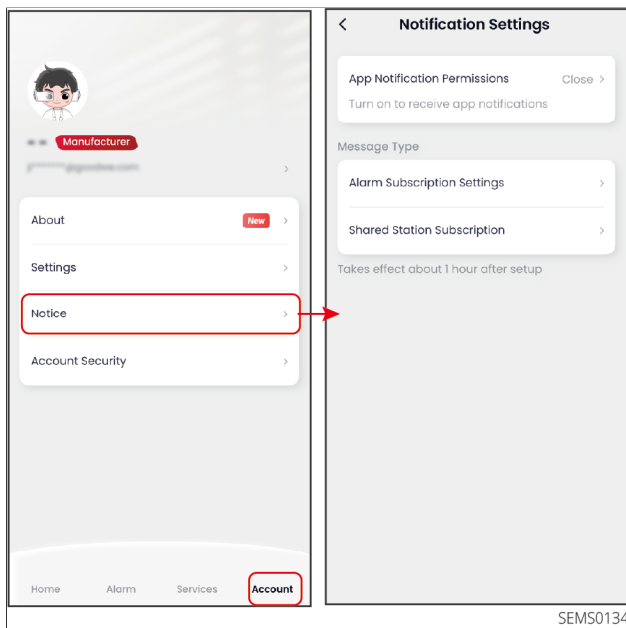 Manufacturer
About
New
Settings
Notice
Account Security
Home Alarm Services Account
Notification Settings
App Notification Permissions Close
Turn on to receive app notifications
Message Type
Alarm Subscription Settings
Shared Station Subscription
Takes effect about 1 hour after setup
SEMS0134